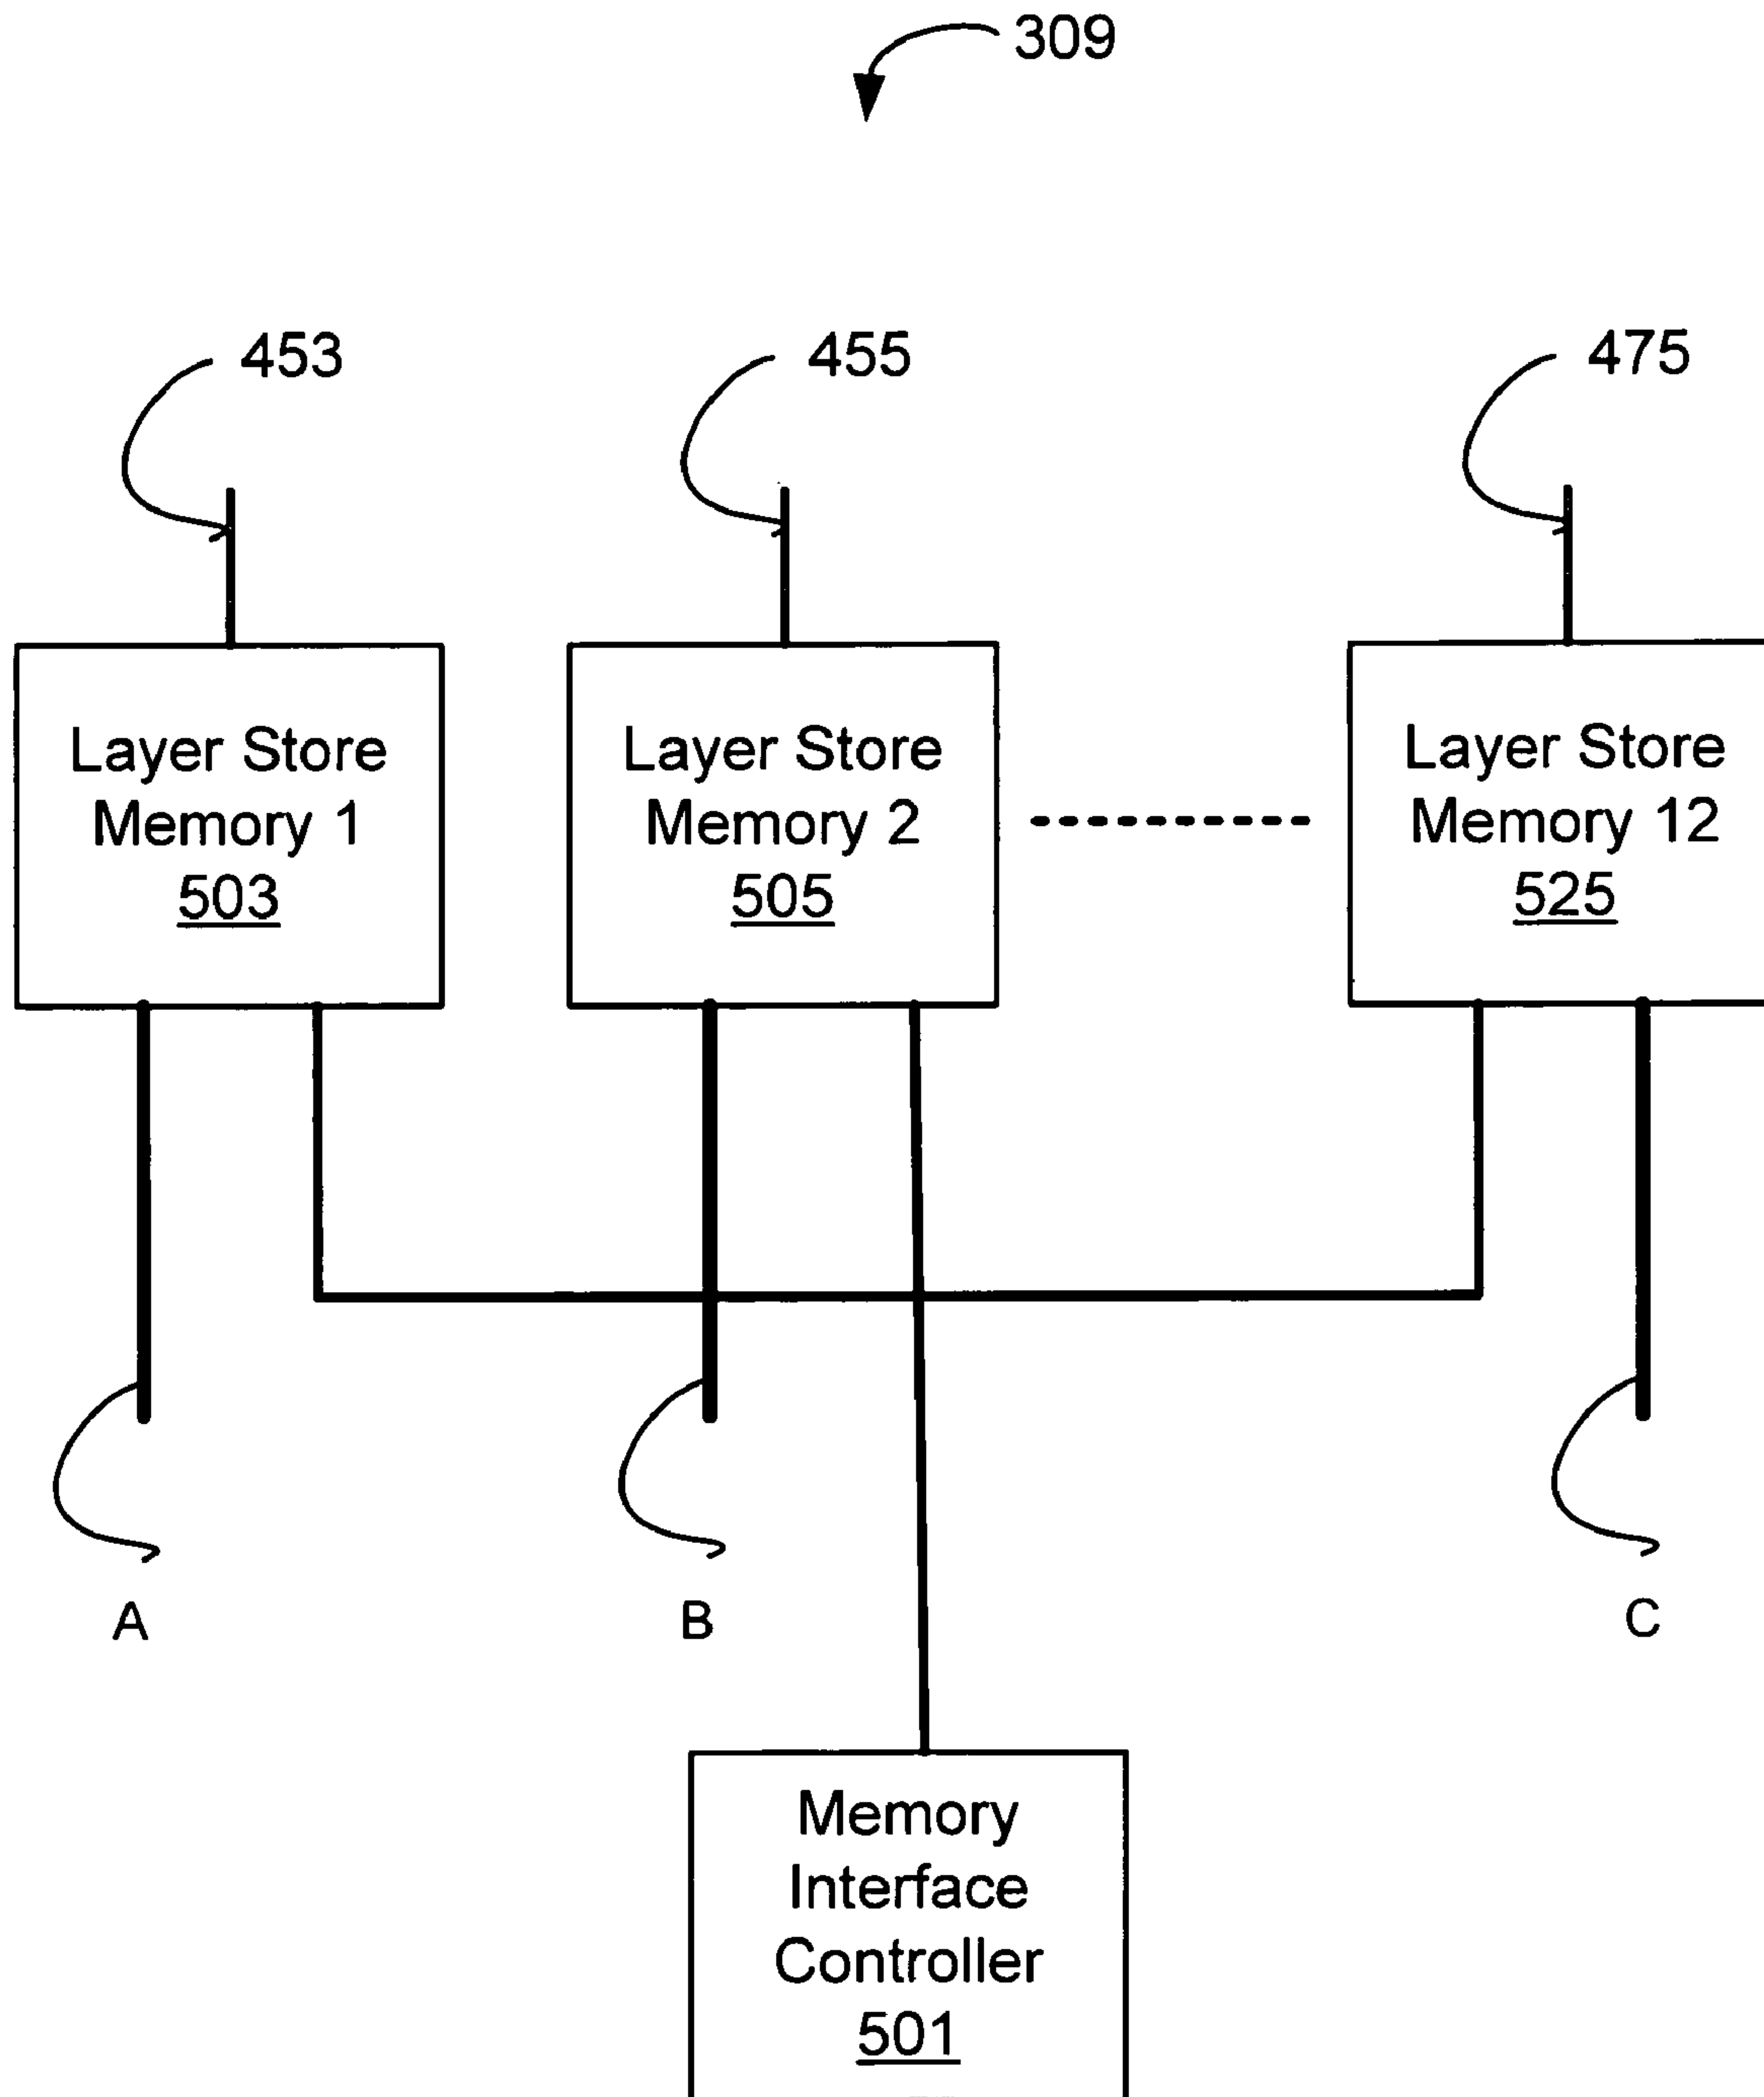 309
453
455
475
Layer Store
Memory 1
503
Layer Store
Memory 2
505
Layer Store
Memory 12
525
A
B
C
Memory
Interface
Controller
501